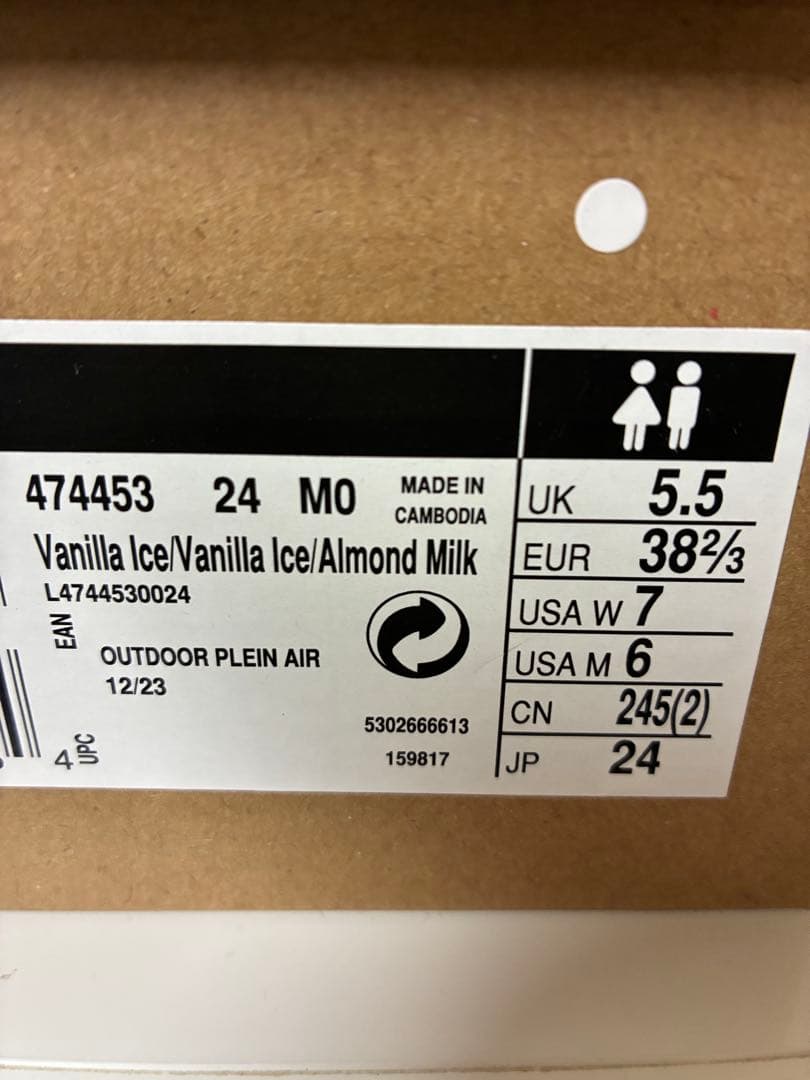 474453 24 M0 MADE IN CAMBODIA
Vanilla Ice/Vanilla Ice/Almond Milk
L4744530024
EAN
OUTDOOR PLEIN AIR
12/23
5302666613
159817
4 UPC
UK 5.5
EUR 38⅔
USA W 7
USA M 6
CN 245(2)
JP 24